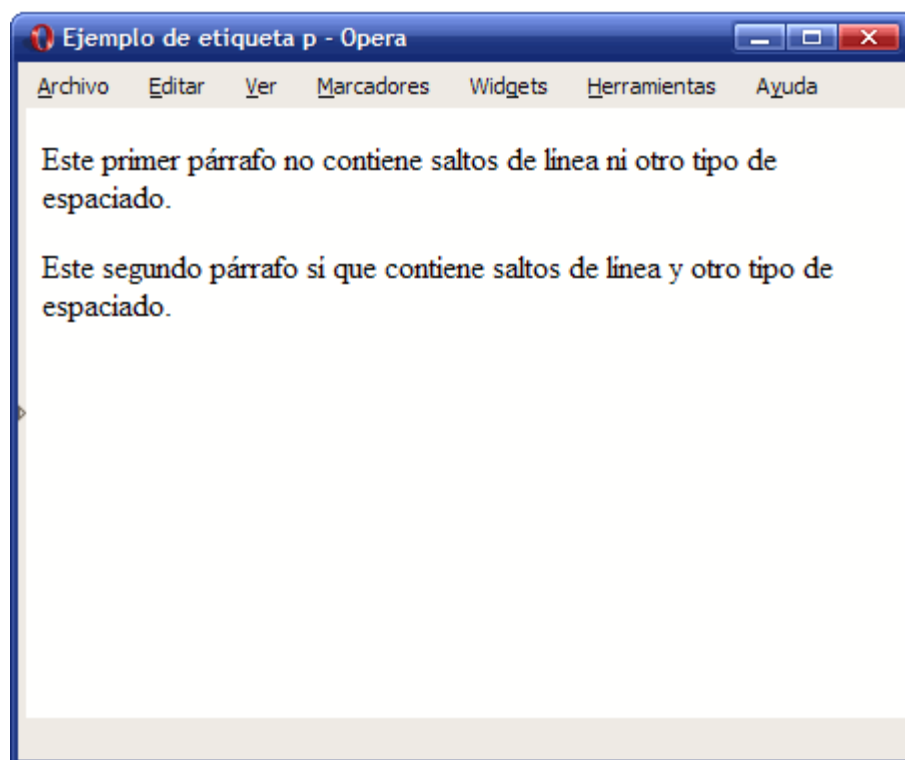 Ejemplo de etiqueta p - Opera
Archivo Editar Ver Marcadores Widgets Herramientas Ayuda
Este primer párrafo no contiene saltos de línea ni otro tipo de
espaciado.
Este segundo párrafo sí que contiene saltos de línea y otro tipo de
espaciado.